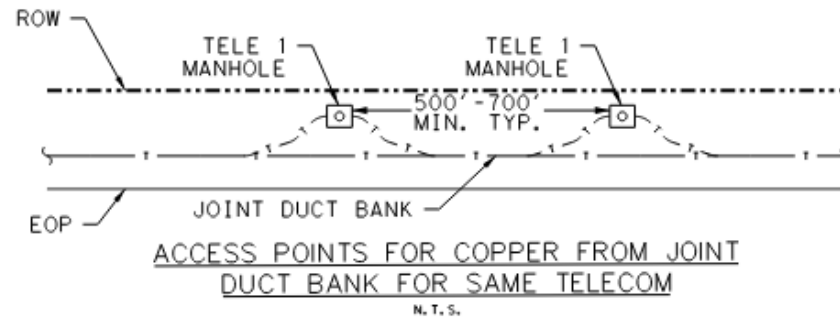 ROW
TELE 1
MANHOLE
TELE 1
MANHOLE
500'-700'
MIN. TYP.
T T T T T T T T T T T T T
JOINT DUCT BANK
EOP
ACCESS POINTS FOR COPPER FROM JOINT
DUCT BANK FOR SAME TELECOM
N.T.S.